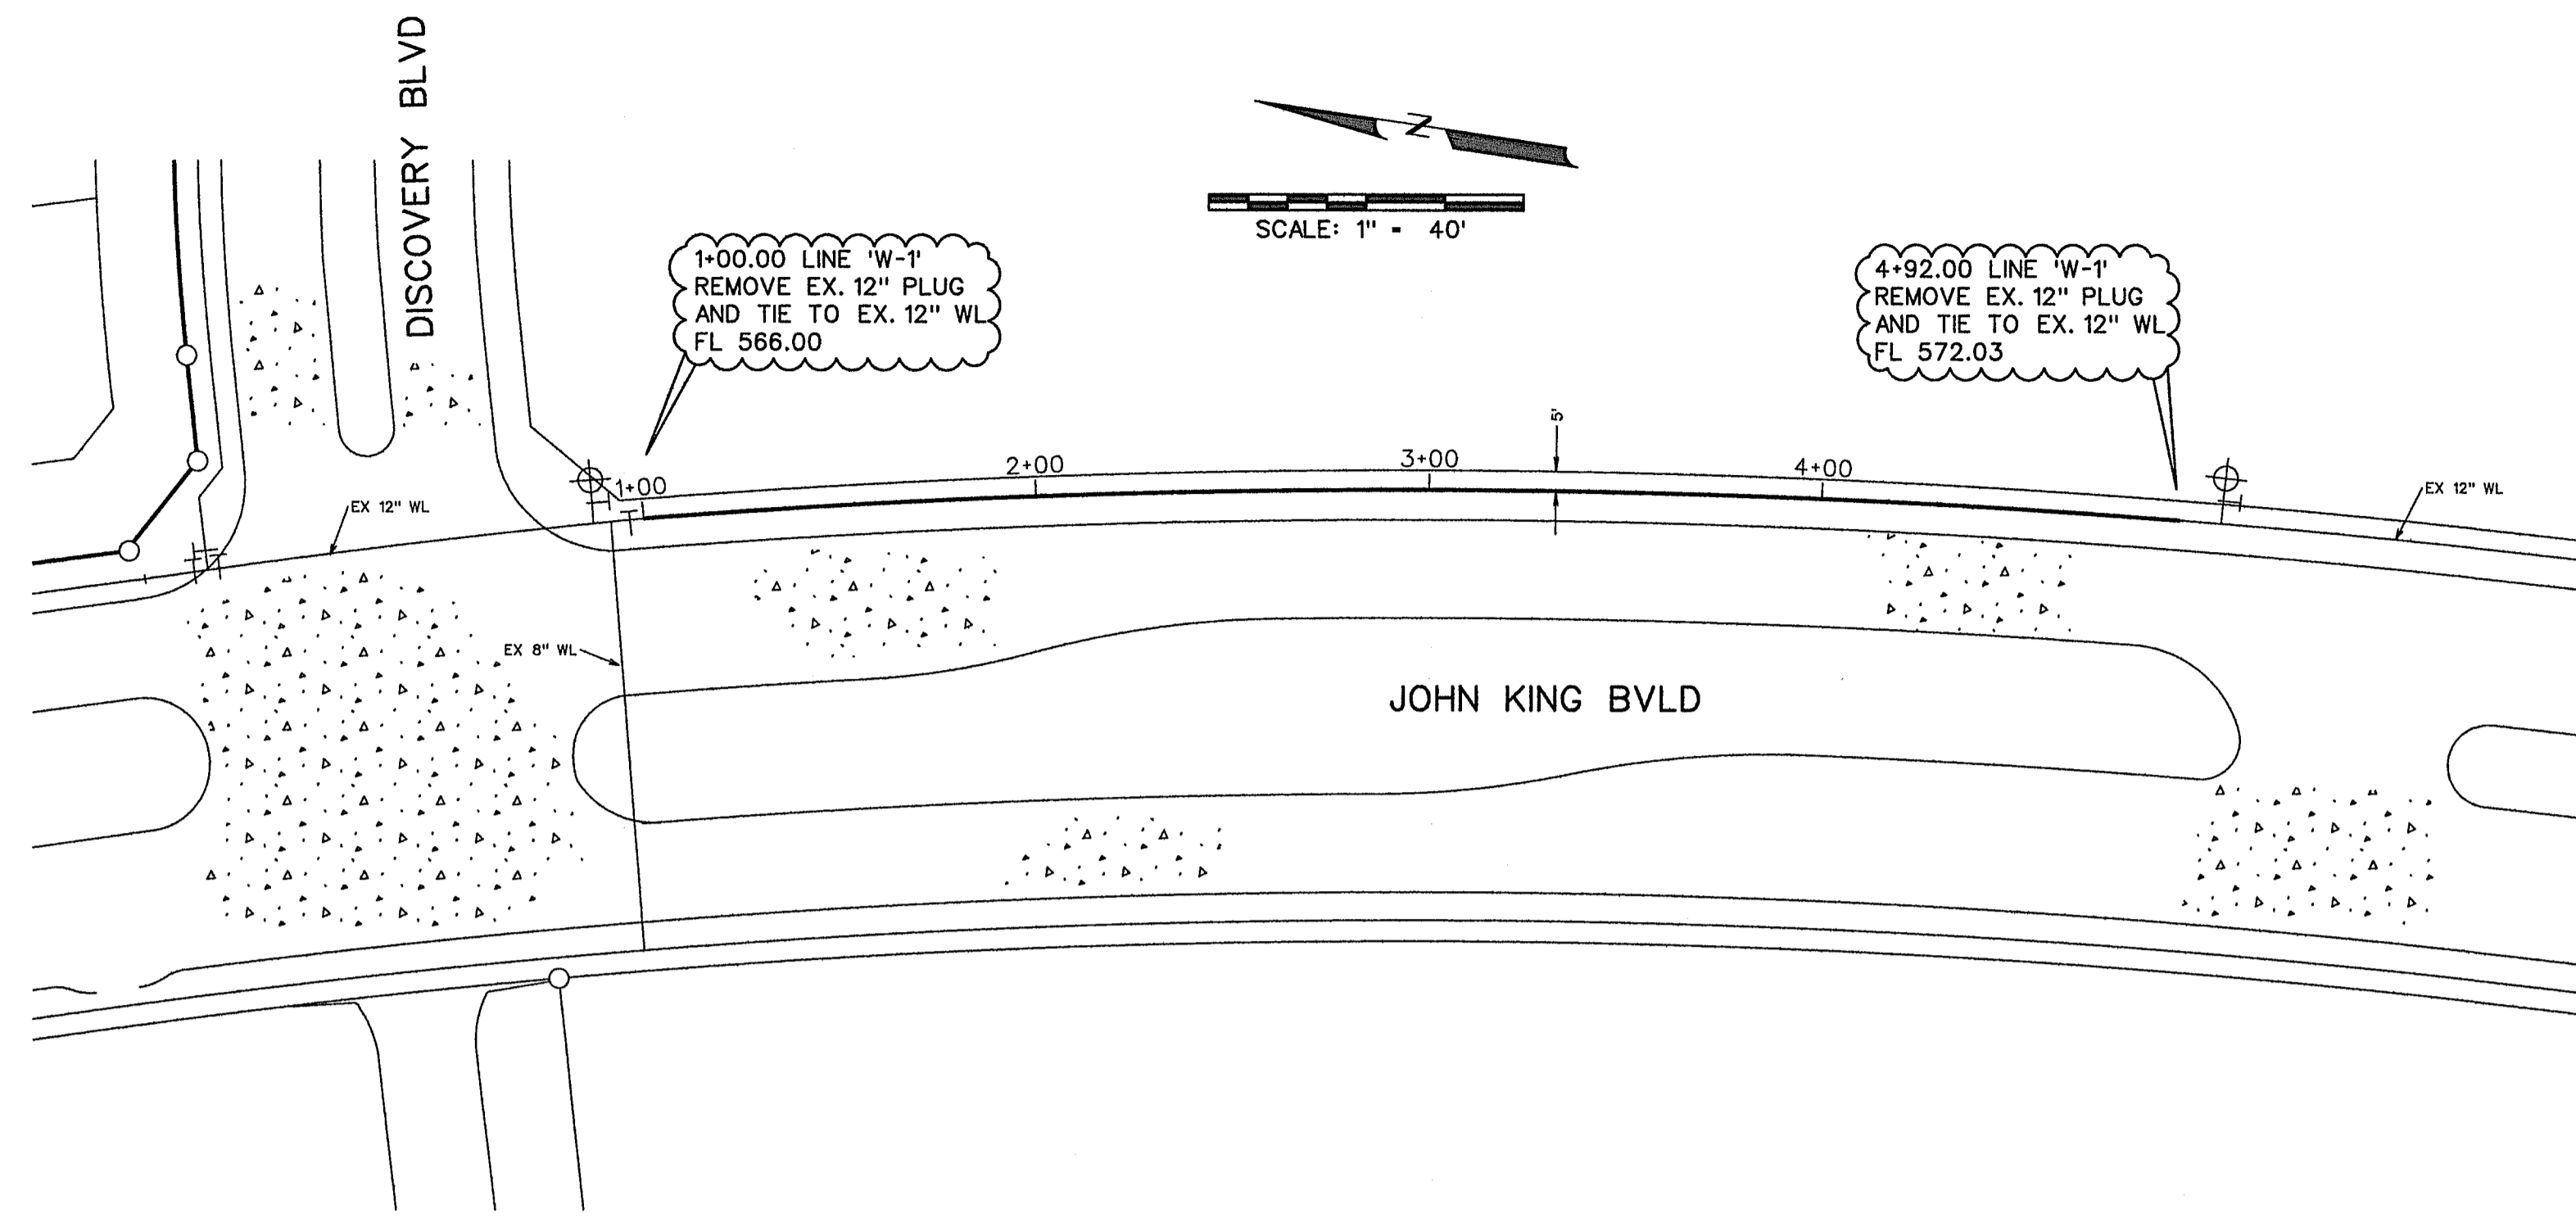 DISCOVERY BLVD
N
SCALE: 1" = 40'
1+00.00 LINE 'W-1'
REMOVE EX. 12" PLUG
AND TIE TO EX. 12" WL
FL 566.00
4+92.00 LINE 'W-1'
REMOVE EX. 12" PLUG
AND TIE TO EX. 12" WL
FL 572.03
5'
1+00
2+00
3+00
4+00
EX 12" WL
EX 12" WL
EX 8" WL
JOHN KING BVLD